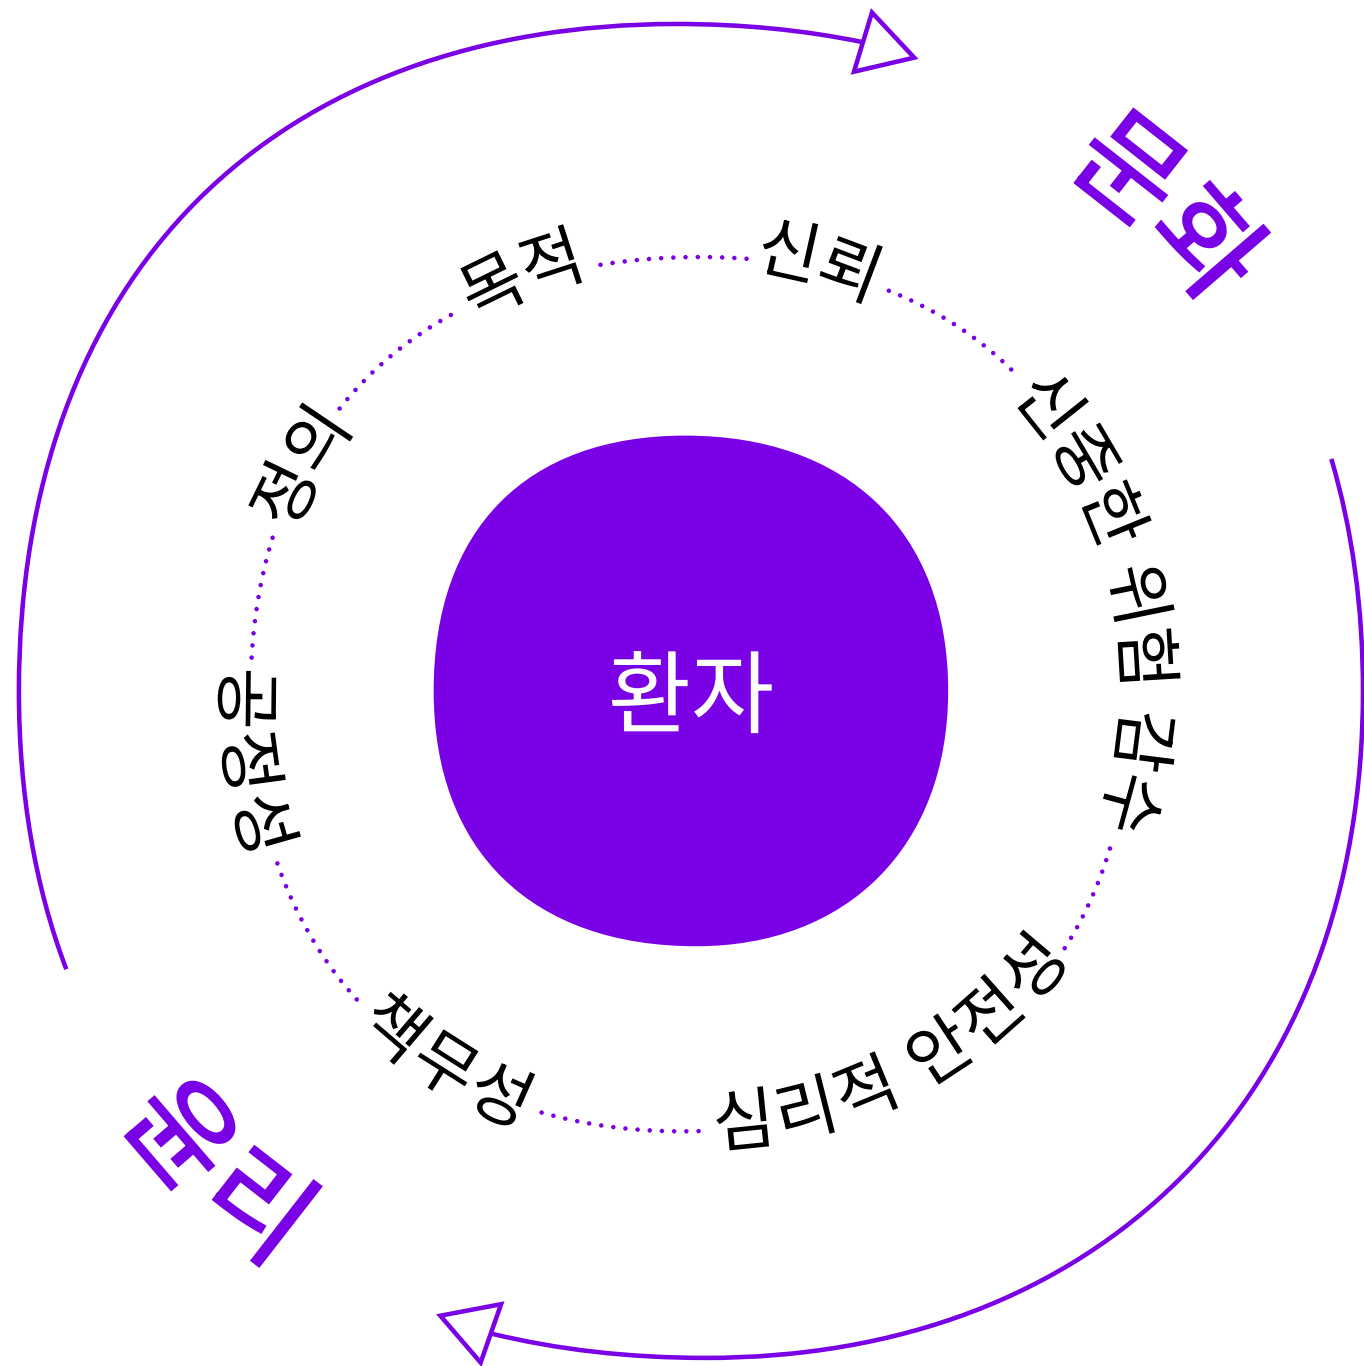 문화
목적
신뢰
신중한 위험 감수
심리적 안전성
책무성
공정성
정의
환자
윤리